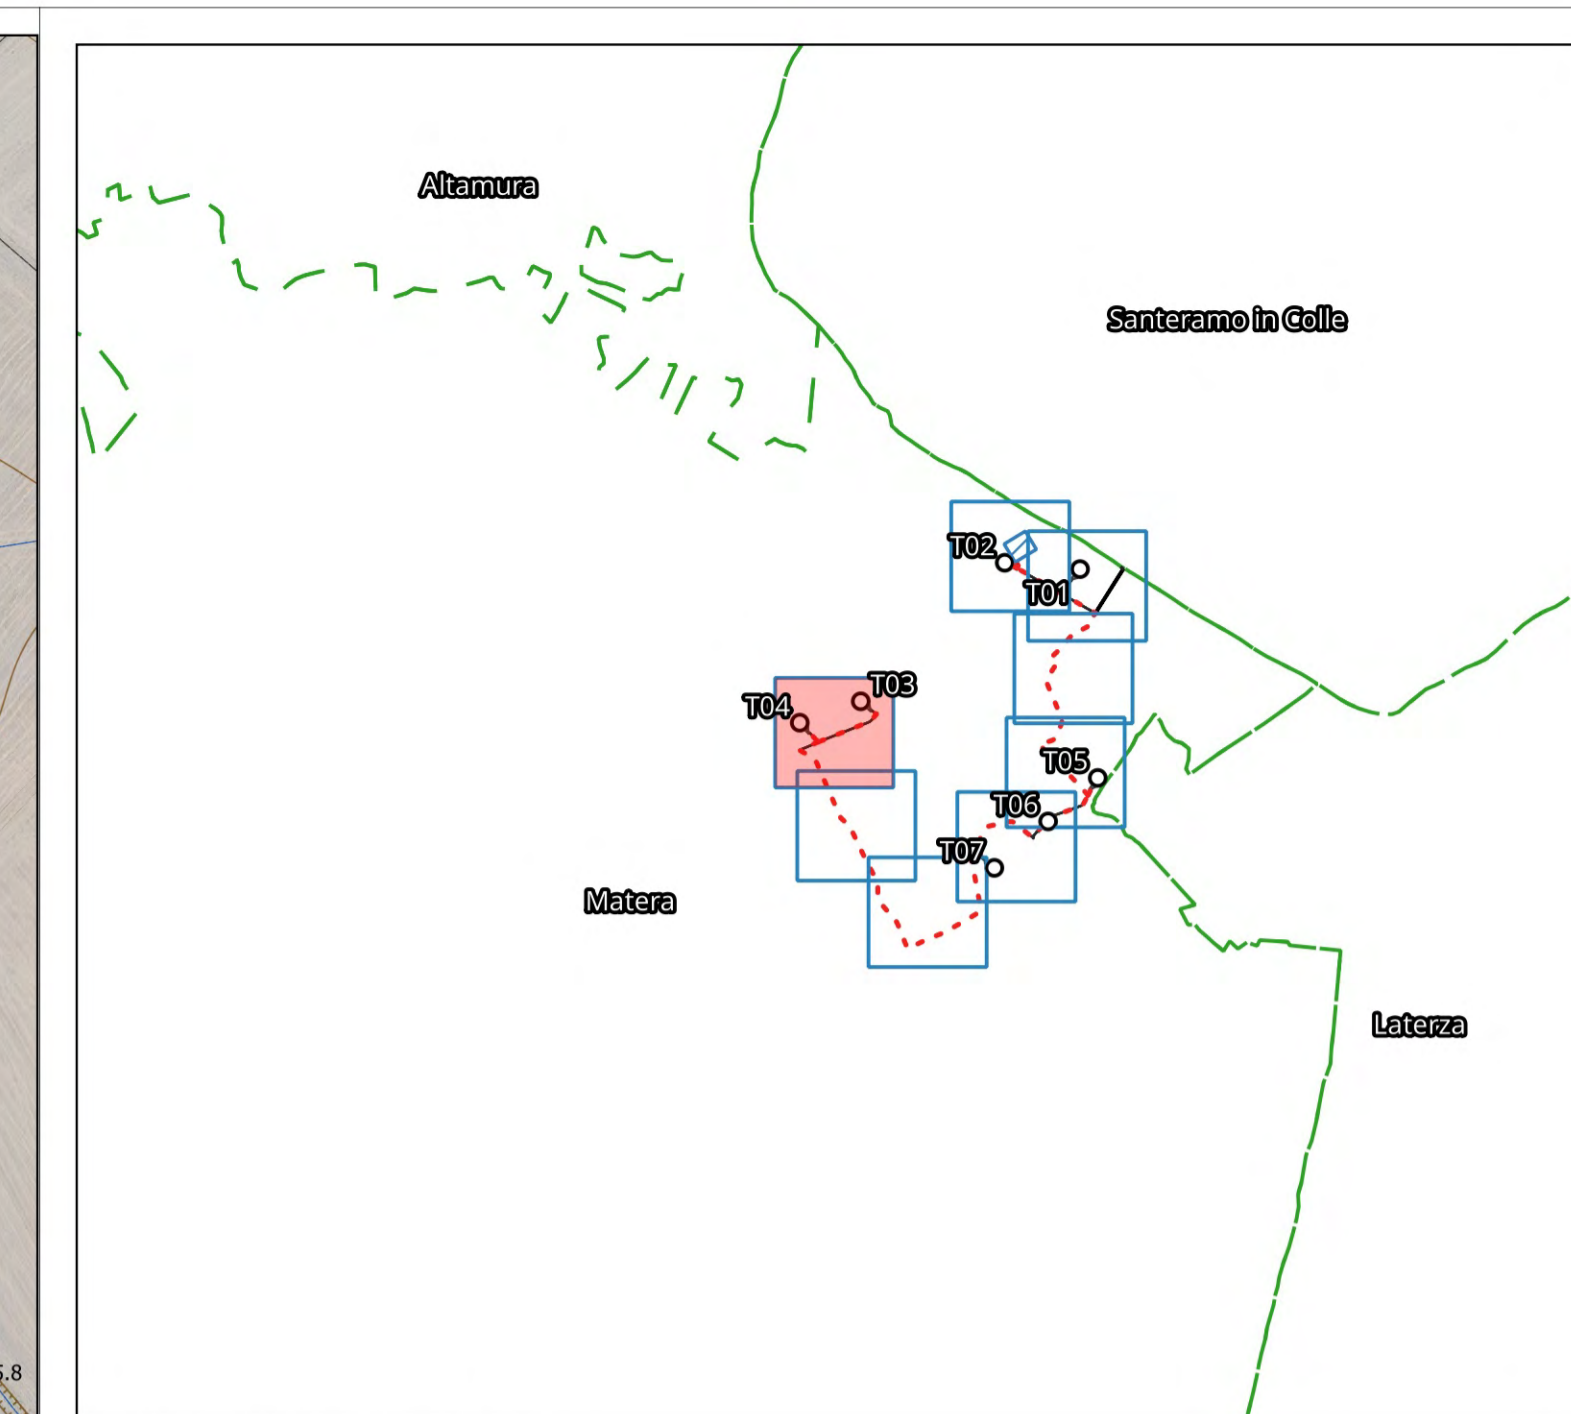 Altamura
Santeramo in Colle
T02
T01
T03
T04
T05
T06
T07
Matera
Laterza
5.8